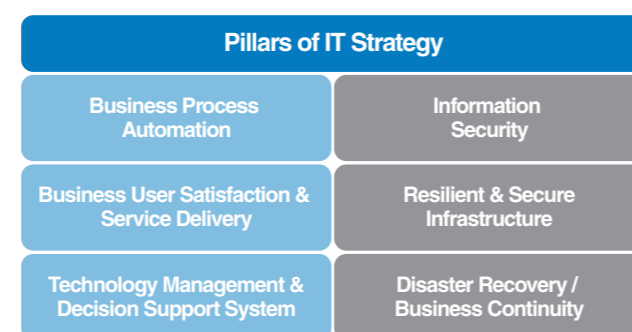 Pillars of IT Strategy
Business Process
Automation
Information
Security
Business User Satisfaction &
Service Delivery
Resilient & Secure
Infrastructure
Technology Management &
Decision Support System
Disaster Recovery /
Business Continuity